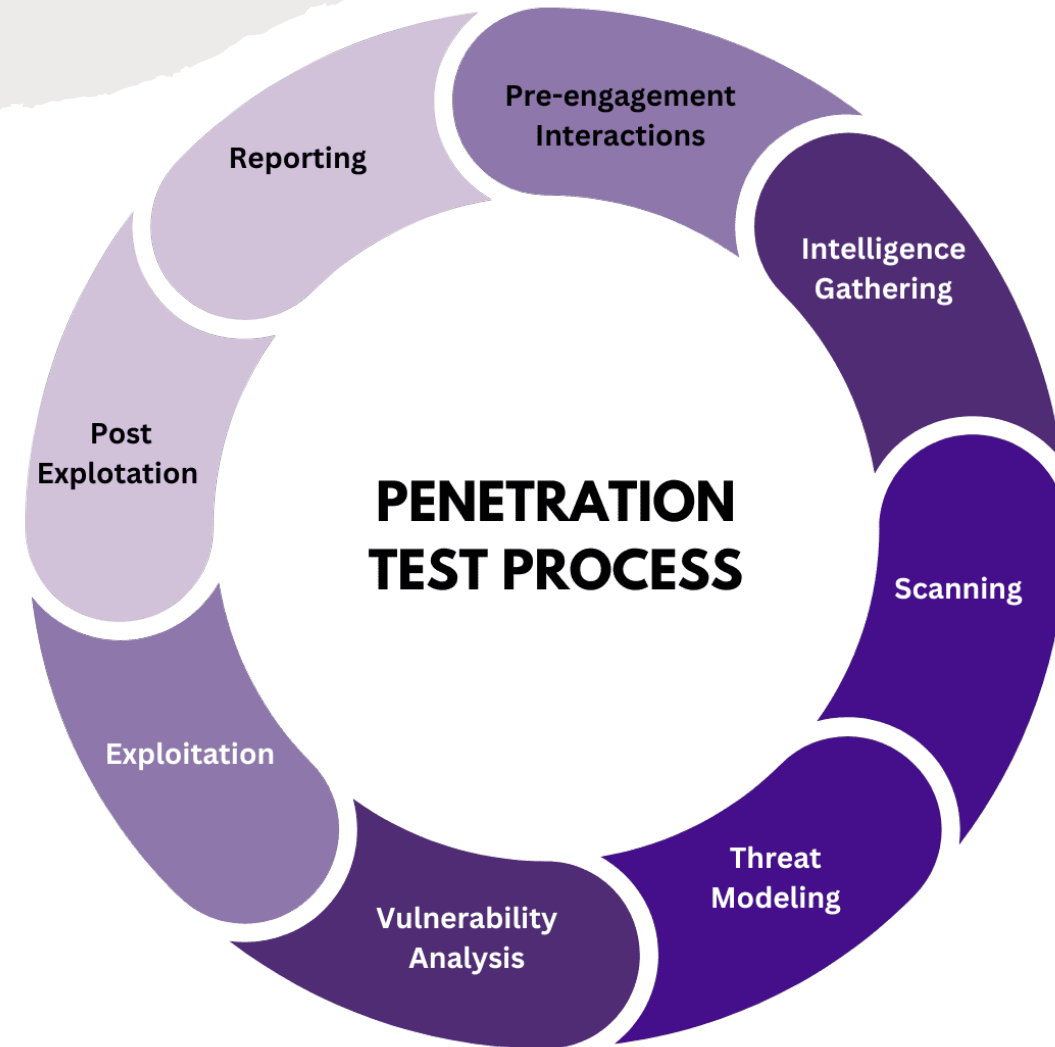 Pre-engagement
Interactions
Intelligence
Gathering
Scanning
Threat
Modeling
Vulnerability
Analysis
Exploitation
Post
Explotation
Reporting
PENETRATION
TEST PROCESS